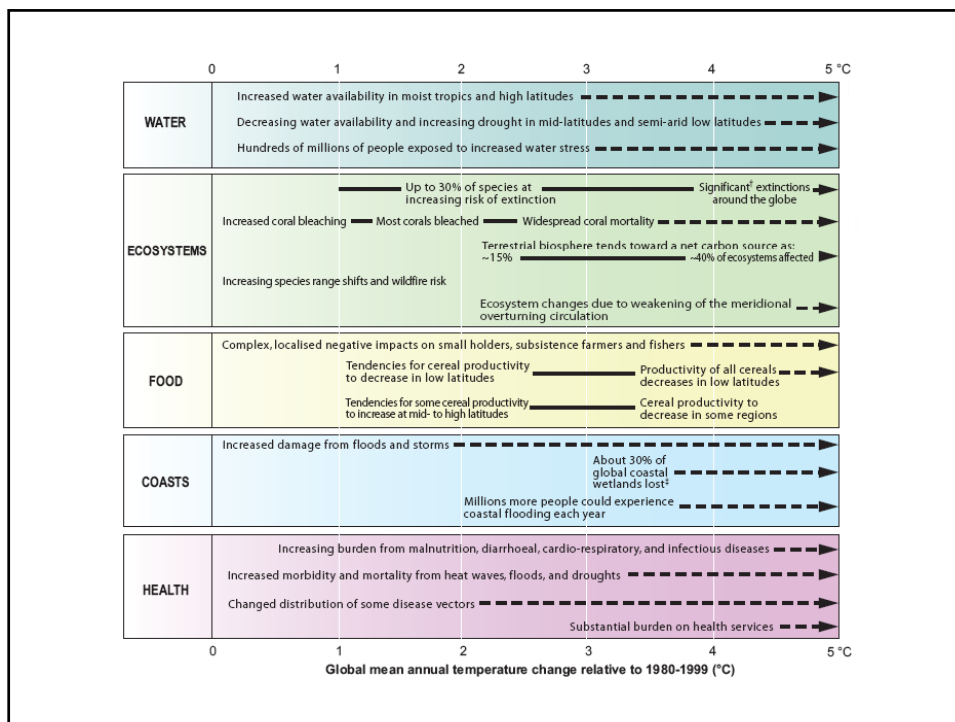 0 1 2 3 4 5 °C
WATER
Increased water availability in moist tropics and high latitudes
Decreasing water availability and increasing drought in mid-latitudes and semi-arid low latitudes
Hundreds of millions of people exposed to increased water stress
ECOSYSTEMS
Up to 30% of species at
increasing risk of extinction
Significant† extinctions
around the globe
Increased coral bleaching Most corals bleached Widespread coral mortality
Terrestrial biosphere tends toward a net carbon source as:
~15% ~40% of ecosystems affected
Increasing species range shifts and wildfire risk
Ecosystem changes due to weakening of the meridional
overturning circulation
FOOD
Complex, localised negative impacts on small holders, subsistence farmers and fishers
Tendencies for cereal productivity
to decrease in low latitudes
Productivity of all cereals
decreases in low latitudes
Tendencies for some cereal productivity
to increase at mid- to high latitudes
Cereal productivity to
decrease in some regions
COASTS
Increased damage from floods and storms
About 30% of
global coastal
wetlands lost‡
Millions more people could experience
coastal flooding each year
HEALTH
Increasing burden from malnutrition, diarrhoeal, cardio-respiratory, and infectious diseases
Increased morbidity and mortality from heat waves, floods, and droughts
Changed distribution of some disease vectors
Substantial burden on health services
0 1 2 3 4 5 °C
Global mean annual temperature change relative to 1980-1999 (°C)